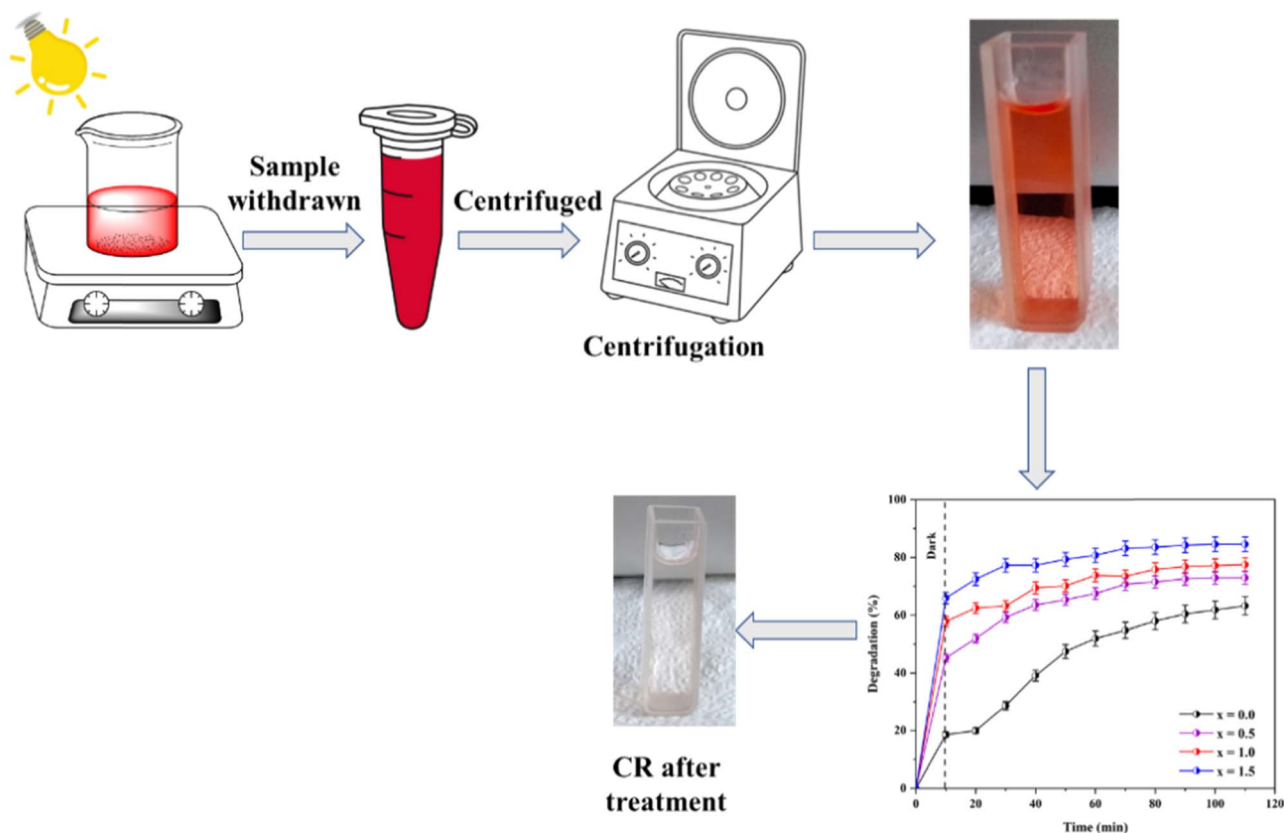 Sample
withdrawn
Centrifuged
Centrifugation
Degradation (%)
100
80
60
40
20
0
Dark
x = 0.0
x = 0.5
x = 1.0
x = 1.5
0 20 40 60 80 100 120
Time (min)
CR after
treatment